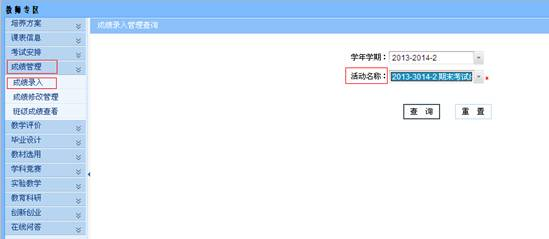 教师专区
培养方案
课表信息
考试安排
成绩管理
成绩录入
成绩修改管理
班级成绩查看
教学评价
毕业设计
教材选用
学科竞赛
实验教学
教育科研
创新创业
在线问答
成绩录入管理查询
学年学期： 2013-2014-2
活动名称： 2013-3014-2 期末考试 *
查 询 重 置